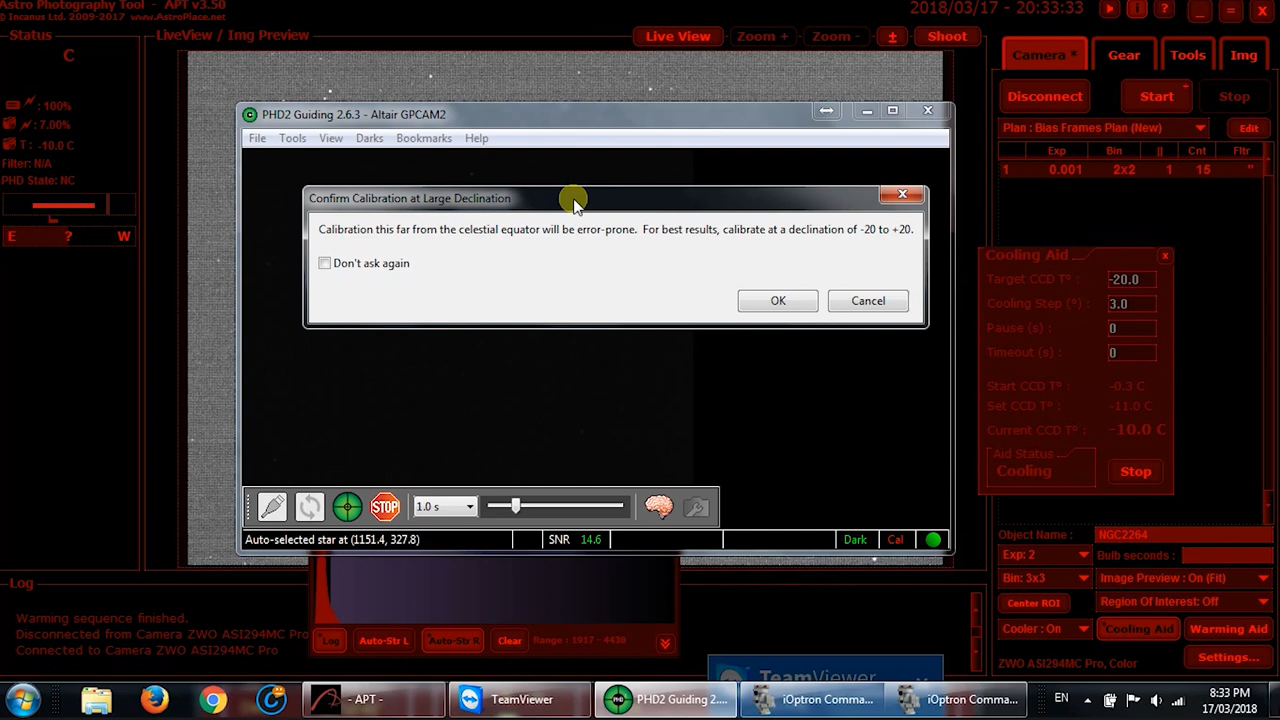 Astro Photography Tool - APT v3.50
© Incanus Ltd. 2009-2017 www.AstroPlace.net
2018/03/17 - 20:33:33
i
?
Status
C
: 100%
: 7.00%
T : -10.0 C
Filter: N/A
PHD State: NC
E ? W
LiveView / Img Preview
Live View Zoom + Zoom - ± Shoot
Camera * Gear Tools Img
Disconnect Start Stop
Plan : Bias Frames Plan (New) Edit
Exp Bin || Cnt Fltr
1 0.001 2x2 1 15 "
PHD2 Guiding 2.6.3 - Altair GPCAM2
File Tools View Darks Bookmarks Help
Confirm Calibration at Large Declination
Calibration this far from the celestial equator will be error-prone. For best results, calibrate at a declination of -20 to +20.
Don't ask again
OK Cancel
1.0 s
STOP
Auto-selected star at (1151.4, 327.8) SNR 14.6 Dark Cal
Cooling Aid x
Target CCD T° : -20.0
Cooling Step (°) : 3.0
Pause (s) : 0
Timeout (s) : 0
Start CCD T° : -0.3 C
Set CCD T° : -11.0 C
Current CCD T° : -10.0 C
Aid Status
Cooling Stop
Object Name : NGC2264
Exp: 2 Bulb seconds :
Bin: 3x3 Image Preview : On (Fit)
Center ROI Region Of Interest: Off
Cooler : On Cooling Aid Warming Aid
ZWO ASI294MC Pro, Color Settings...
Log
Warming sequence finished.
Disconnected from Camera ZWO ASI294MC Pro
Connected to Camera ZWO ASI294MC Pro
Log Auto-Str L Auto-Str R Clear Range : 1917 - 4430
TeamViewer
- APT - TeamViewer PHD2 Guiding 2.... iOptron Comma... iOptron Comma...
EN
8:33 PM
17/03/2018